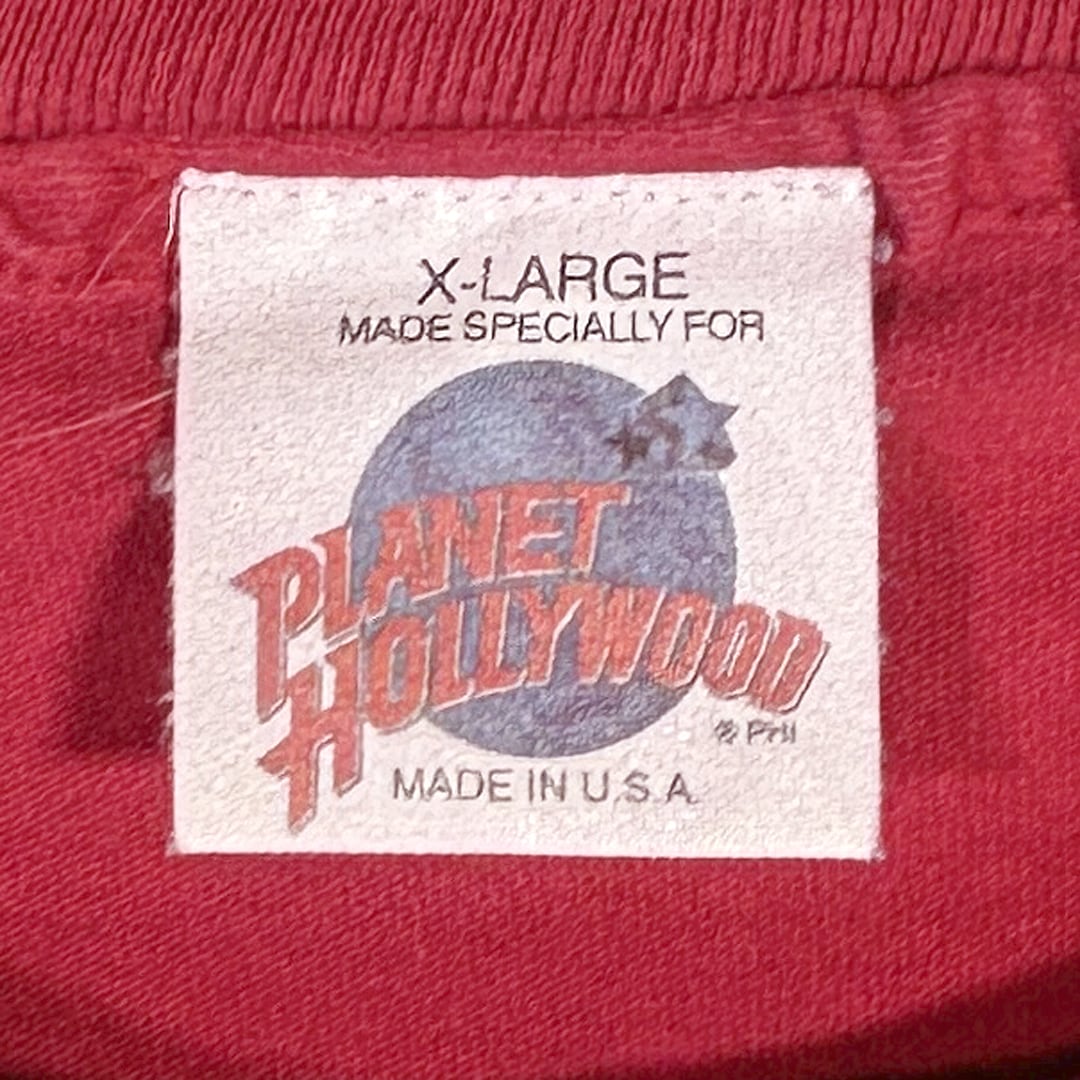 X-LARGE
MADE SPECIALLY FOR
PLANET
HOLLYWOOD
MADE IN U.S.A.